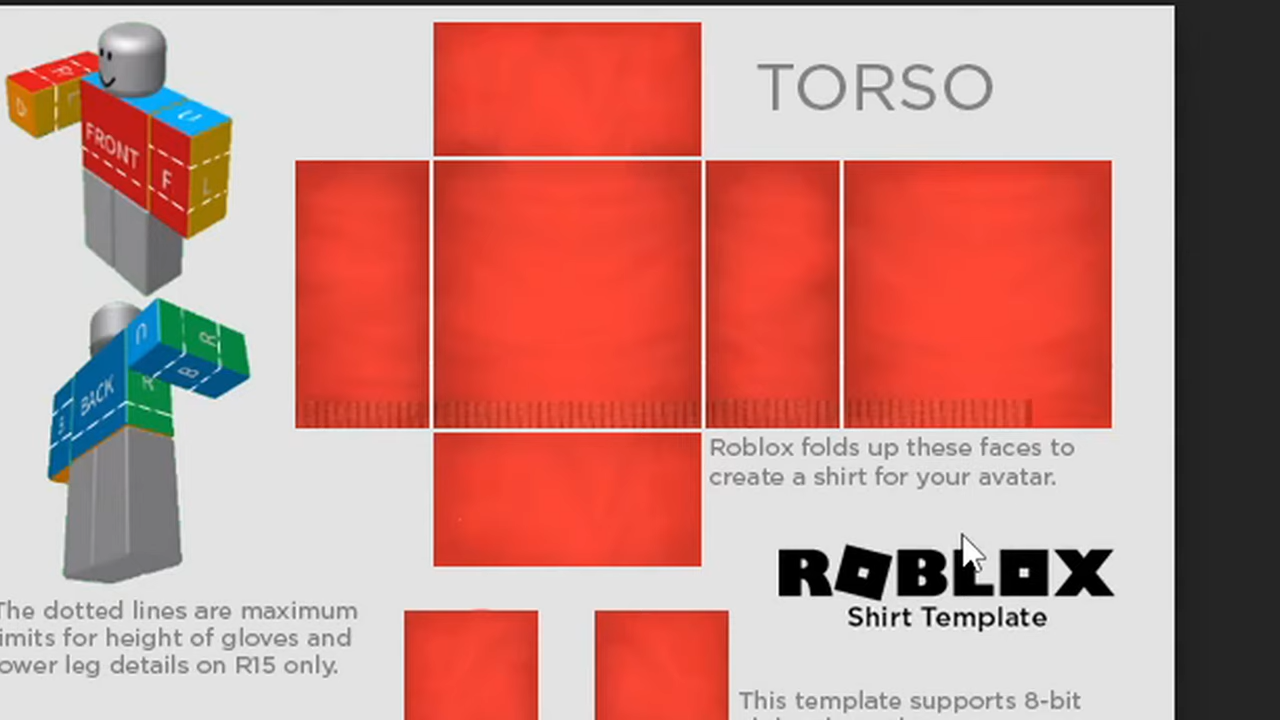 TORSO
R
D
FRONT
U
F
L
U
R
B
BACK
R
Roblox folds up these faces to
create a shirt for your avatar.
ROBLOX
Shirt Template
The dotted lines are maximum
imits for height of gloves and
ower leg details on R15 only.
This template supports 8-bit